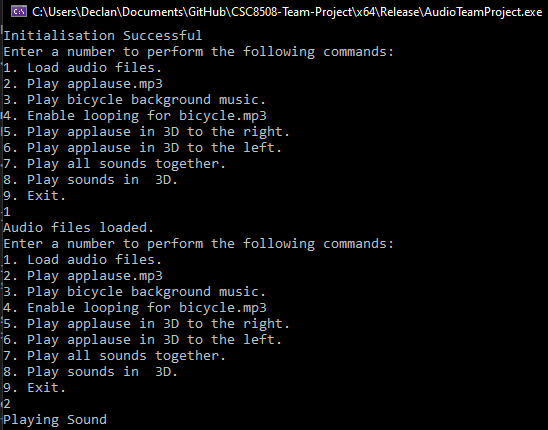 C:\Users\Declan\Documents\GitHub\CSC8508-Team-Project\x64\Release\AudioTeamProject.exe
Initialisation Successful
Enter a number to perform the following commands:
1. Load audio files.
2. Play applause.mp3
3. Play bicycle background music.
4. Enable looping for bicycle.mp3
5. Play applause in 3D to the right.
6. Play applause in 3D to the left.
7. Play all sounds together.
8. Play sounds in  3D.
9. Exit.
1
Audio files loaded.
Enter a number to perform the following commands:
1. Load audio files.
2. Play applause.mp3
3. Play bicycle background music.
4. Enable looping for bicycle.mp3
5. Play applause in 3D to the right.
6. Play applause in 3D to the left.
7. Play all sounds together.
8. Play sounds in  3D.
9. Exit.
2
Playing Sound